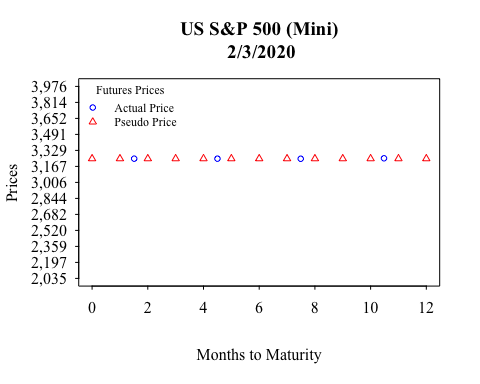 US S&P 500 (Mini)
2/3/2020
Futures Prices
Actual Price
Pseudo Price
Prices
3,976
3,814
3,652
3,491
3,329
3,167
3,006
2,844
2,682
2,520
2,359
2,197
2,035
0 2 4 6 8 10 12
Months to Maturity